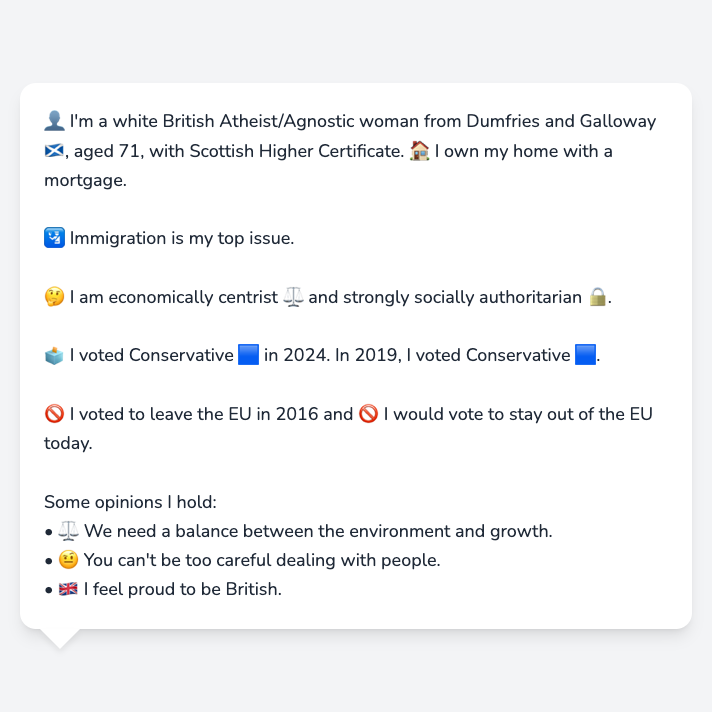 👤 I'm a white British Atheist/Agnostic woman from Dumfries and Galloway
🏴󠁧󠁢󠁳󠁣󠁴󠁿, aged 71, with Scottish Higher Certificate. 🏠 I own my home with a
mortgage.
🛂 Immigration is my top issue.
🤔 I am economically centrist ⚖️ and strongly socially authoritarian 🔒.
🗳️ I voted Conservative 🟦 in 2024. In 2019, I voted Conservative 🟦.
🚫 I voted to leave the EU in 2016 and 🚫 I would vote to stay out of the EU
today.
Some opinions I hold:
• ⚖️ We need a balance between the environment and growth.
• 🤨 You can't be too careful dealing with people.
• 🇬🇧 I feel proud to be British.